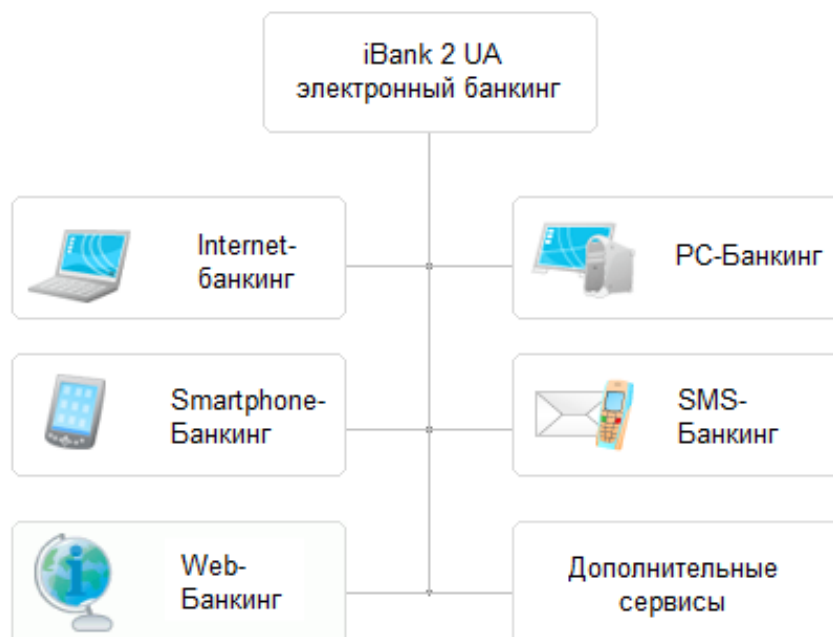 iBank 2 UA
электронный банкинг
Internet-
банкинг
PC-Банкинг
Smartphone-
Банкинг
SMS-
Банкинг
Web-
Банкинг
Дополнительные
сервисы